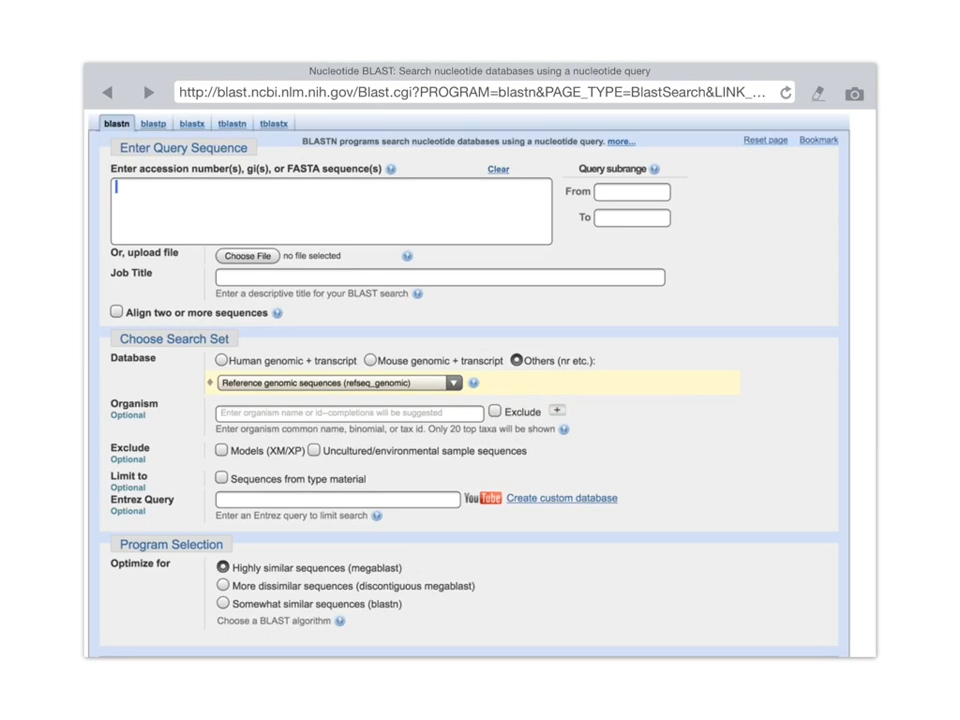 Nucleotide BLAST: Search nucleotide databases using a nucleotide query
http://blast.ncbi.nlm.nih.gov/Blast.cgi?PROGRAM=blastn&PAGE_TYPE=BlastSearch&LINK_...
blastn blastp blastx tblastn tblastx
Enter Query Sequence
BLASTN programs search nucleotide databases using a nucleotide query. more...
Reset page Bookmark
Enter accession number(s), gi(s), or FASTA sequence(s) Clear
Query subrange
From
To
Or, upload file Choose File no file selected
Job Title
Enter a descriptive title for your BLAST search
Align two or more sequences
Choose Search Set
Database Human genomic + transcript Mouse genomic + transcript Others (nr etc.):
Reference genomic sequences (refseq_genomic)
Organism
Optional
Enter organism name or id--completions will be suggested Exclude +
Enter organism common name, binomial, or tax id. Only 20 top taxa will be shown
Exclude
Optional
Models (XM/XP) Uncultured/environmental sample sequences
Limit to
Optional
Sequences from type material
Entrez Query
Optional
YouTube Create custom database
Enter an Entrez query to limit search
Program Selection
Optimize for
Highly similar sequences (megablast)
More dissimilar sequences (discontiguous megablast)
Somewhat similar sequences (blastn)
Choose a BLAST algorithm